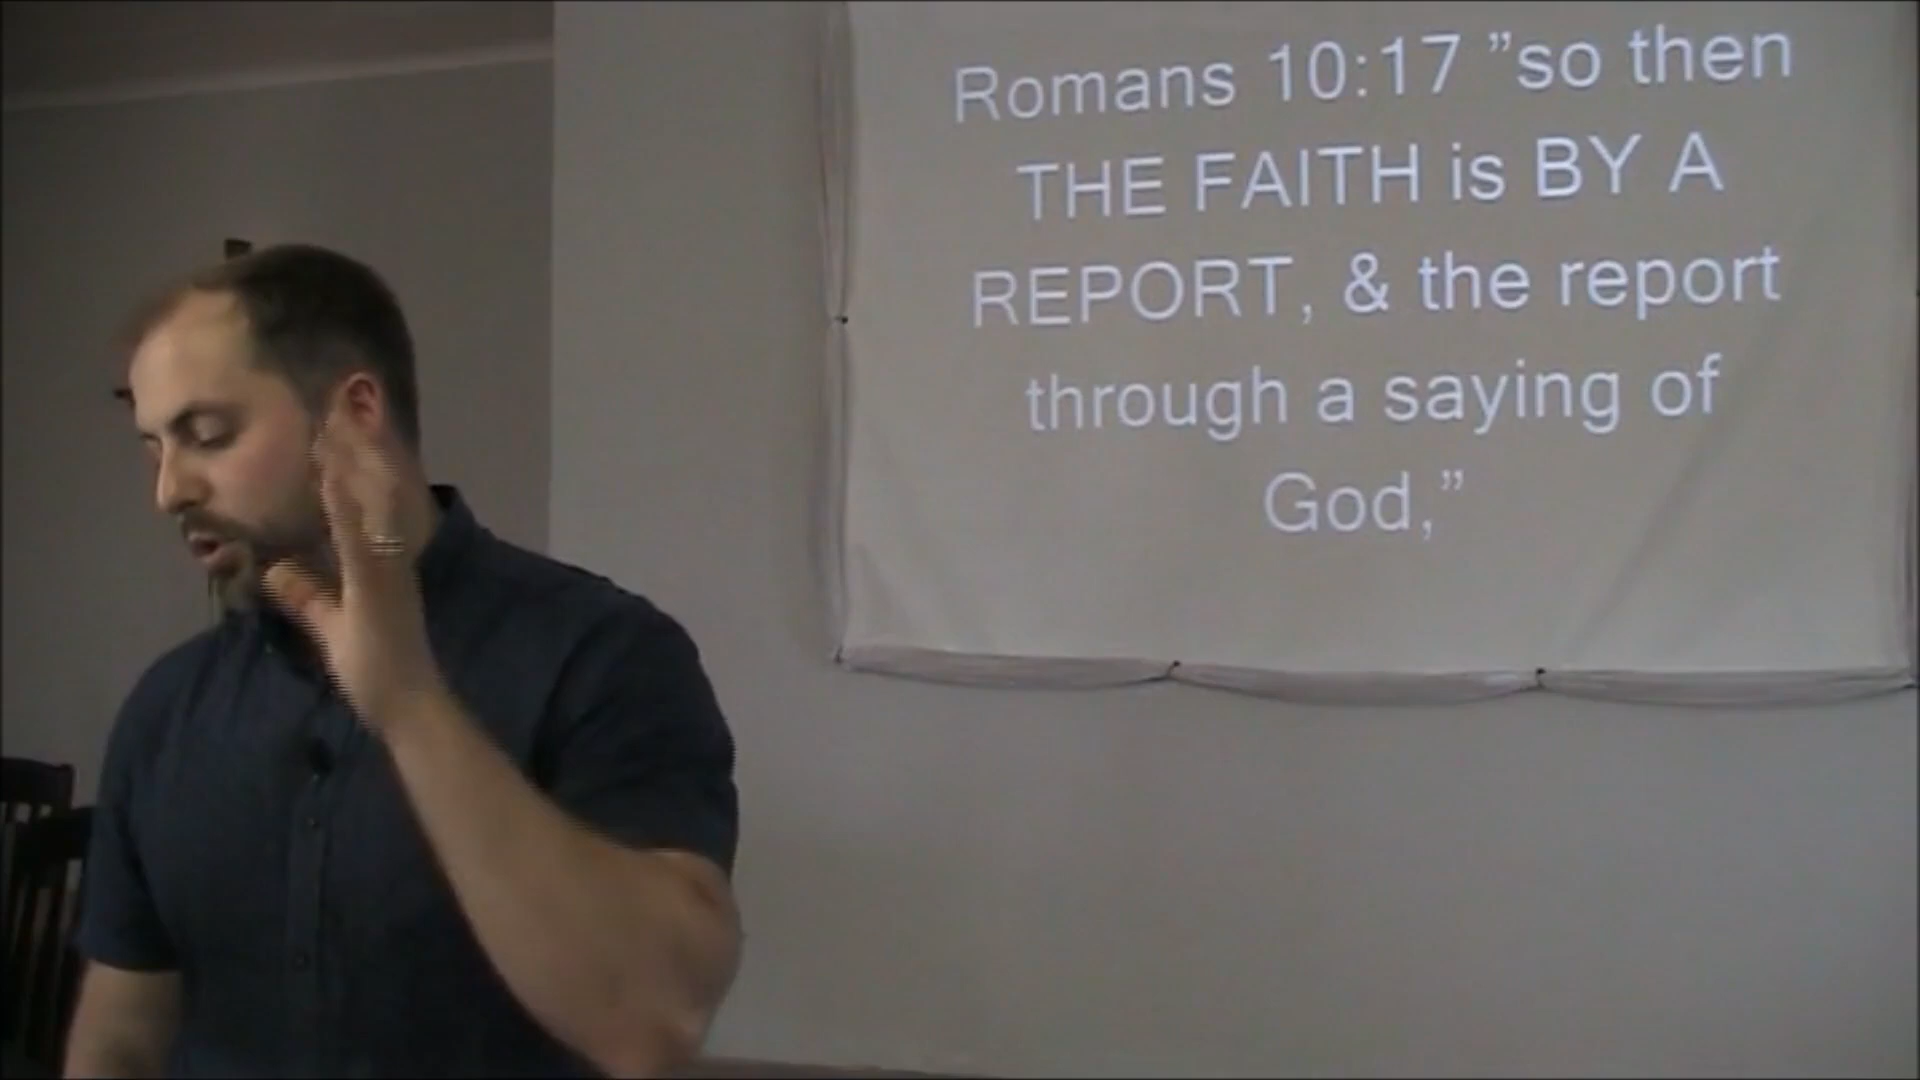 Romans 10:17 ”so then
THE FAITH is BY A
REPORT, & the report
through a saying of
God,”